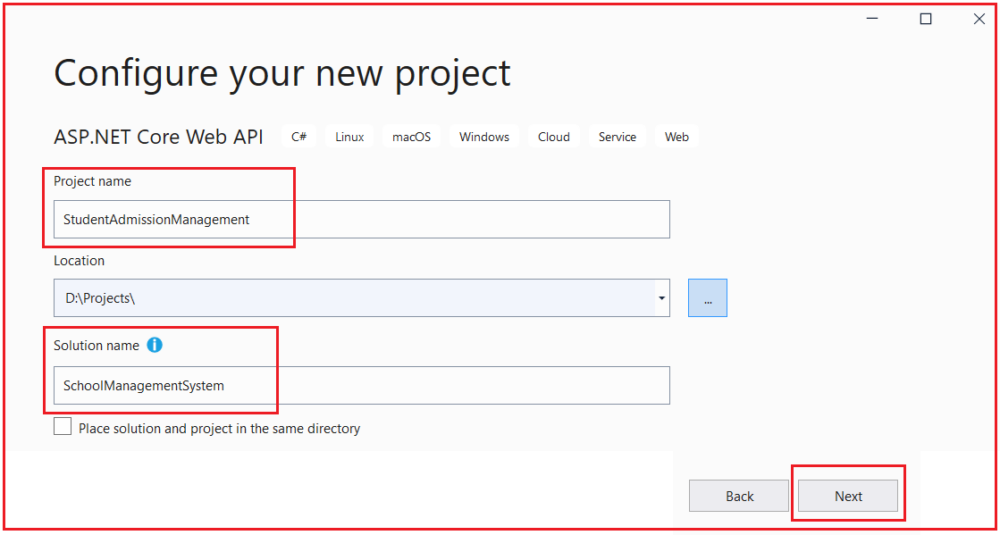 Configure your new project
ASP.NET Core Web API C# Linux macOS Windows Cloud Service Web
Project name
StudentAdmissionManagement
Location
D:\Projects\
...
Solution name
SchoolManagementSystem
Place solution and project in the same directory
Back Next